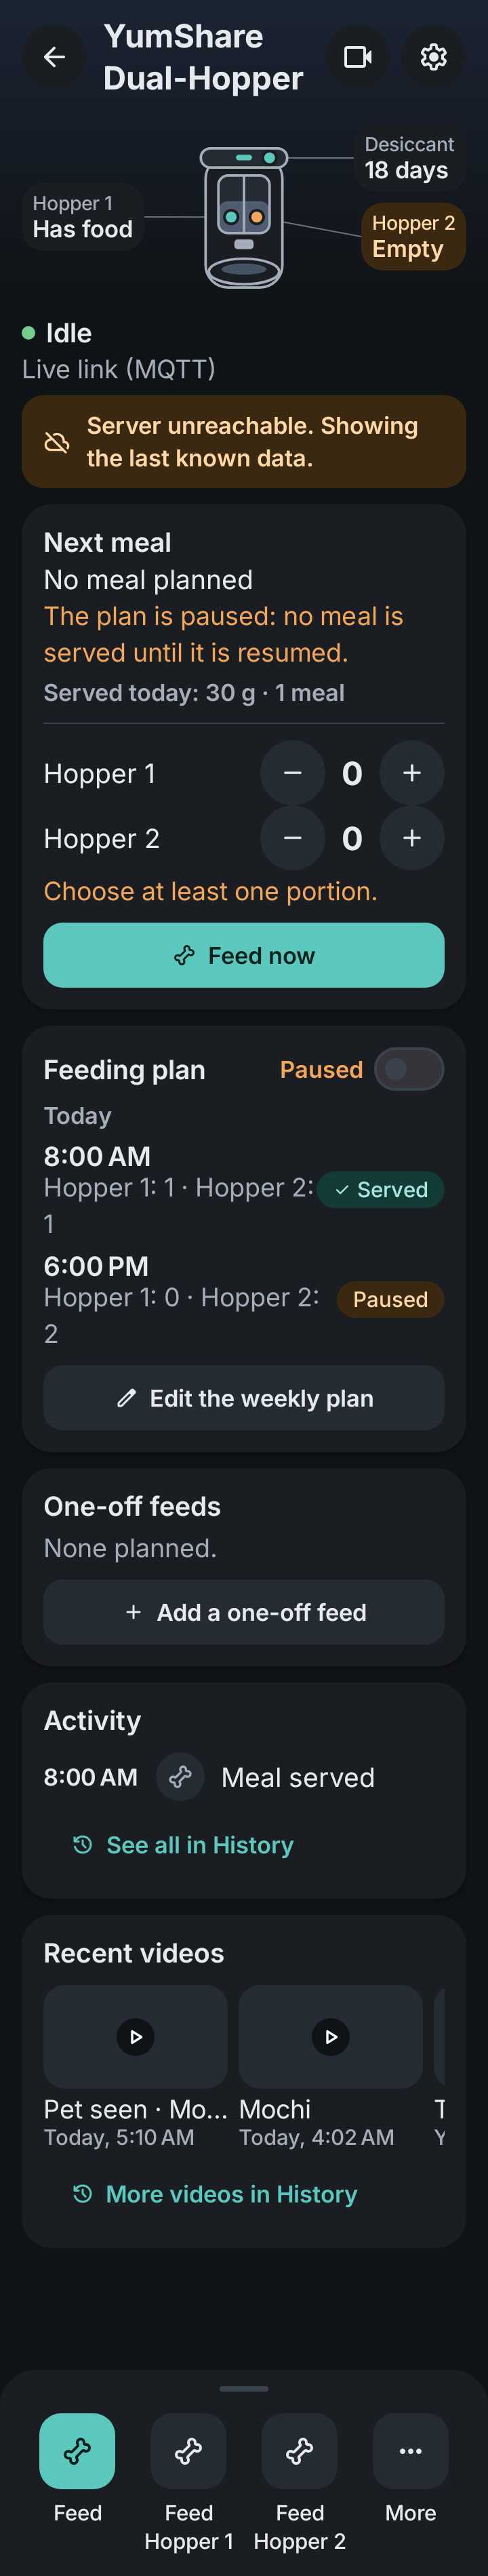 YumShare
Dual-Hopper
Desiccant
18 days
Hopper 1
Has food
Hopper 2
Empty
Idle
Live link (MQTT)
Server unreachable. Showing
the last known data.
Next meal
No meal planned
The plan is paused: no meal is
served until it is resumed.
Served today: 30 g · 1 meal
Hopper 1
− 0 +
Hopper 2
− 0 +
Choose at least one portion.
Feed now
Feeding plan
Paused
Today
8:00 AM
Hopper 1: 1 · Hopper 2:
1
Served
6:00 PM
Hopper 1: 0 · Hopper 2:
2
Paused
Edit the weekly plan
One-off feeds
None planned.
+ Add a one-off feed
Activity
8:00 AM
Meal served
See all in History
Recent videos
Pet seen · Mo…
Today, 5:10 AM
Mochi
Today, 4:02 AM
T
Y
More videos in History
Feed
Feed
Hopper 1
Feed
Hopper 2
More